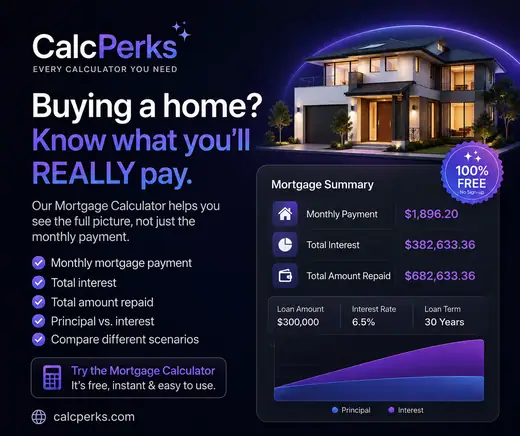 CalcPerks
EVERY CALCULATOR YOU NEED
Buying a home?
Know what you'll
REALLY pay.
Our Mortgage Calculator helps you
see the full picture, not just the
monthly payment.
Monthly mortgage payment
Total interest
Total amount repaid
Principal vs. interest
Compare different scenarios
Try the Mortgage Calculator
It's free, instant & easy to use.
calcperks.com
100%
FREE
No Sign-up
Mortgage Summary
Monthly Payment $1,896.20
Total Interest $382,633.36
Total Amount Repaid $682,633.36
Loan Amount Interest Rate Loan Term
$300,000 6.5% 30 Years
Principal Interest